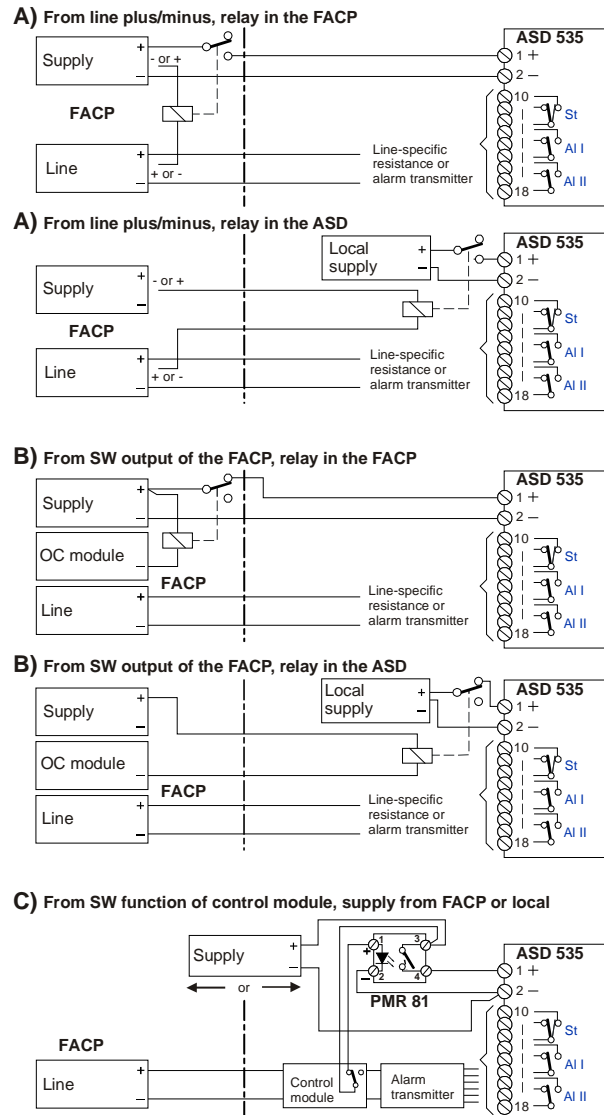 A) From line plus/minus, relay in the FACP
Supply
+
–
- or +
FACP
Line
+
–
+ or -
Line-specific
resistance or
alarm transmitter
ASD 535
1 +
2 –
10
18
St
Al I
Al II
A) From line plus/minus, relay in the ASD
Supply
+
–
- or +
FACP
Line
+
–
+ or -
Local
supply
+
–
Line-specific
resistance or
alarm transmitter
ASD 535
1 +
2 –
10
18
St
Al I
Al II
B) From SW output of the FACP, relay in the FACP
Supply
+
–
OC module
–
FACP
Line
+
–
Line-specific
resistance or
alarm transmitter
ASD 535
1 +
2 –
10
18
St
Al I
Al II
B) From SW output of the FACP, relay in the ASD
Supply
+
–
OC module
–
FACP
Line
+
–
Local
supply
+
–
Line-specific
resistance or
alarm transmitter
ASD 535
1 +
2 –
10
18
St
Al I
Al II
C) From SW function of control module, supply from FACP or local
Supply
+
–
or
+
–
1
2
3
4
PMR 81
FACP
Line
+
–
Control
module
Alarm
transmitter
ASD 535
1 +
2 –
10
18
St
Al I
Al II